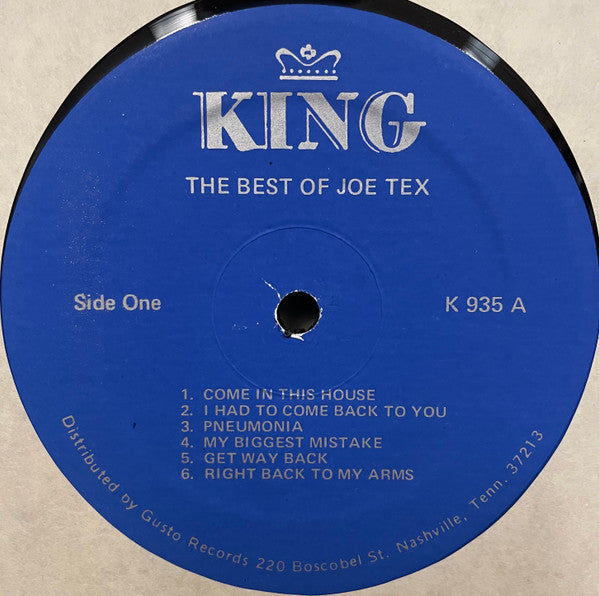 KING
THE BEST OF JOE TEX
Side One
K 935 A
1. COME IN THIS HOUSE
2. I HAD TO COME BACK TO YOU
3. PNEUMONIA
4. MY BIGGEST MISTAKE
5. GET WAY BACK
6. RIGHT BACK TO MY ARMS
Distributed by Gusto Records 220 Boscobel St. Nashville, Tenn. 37213